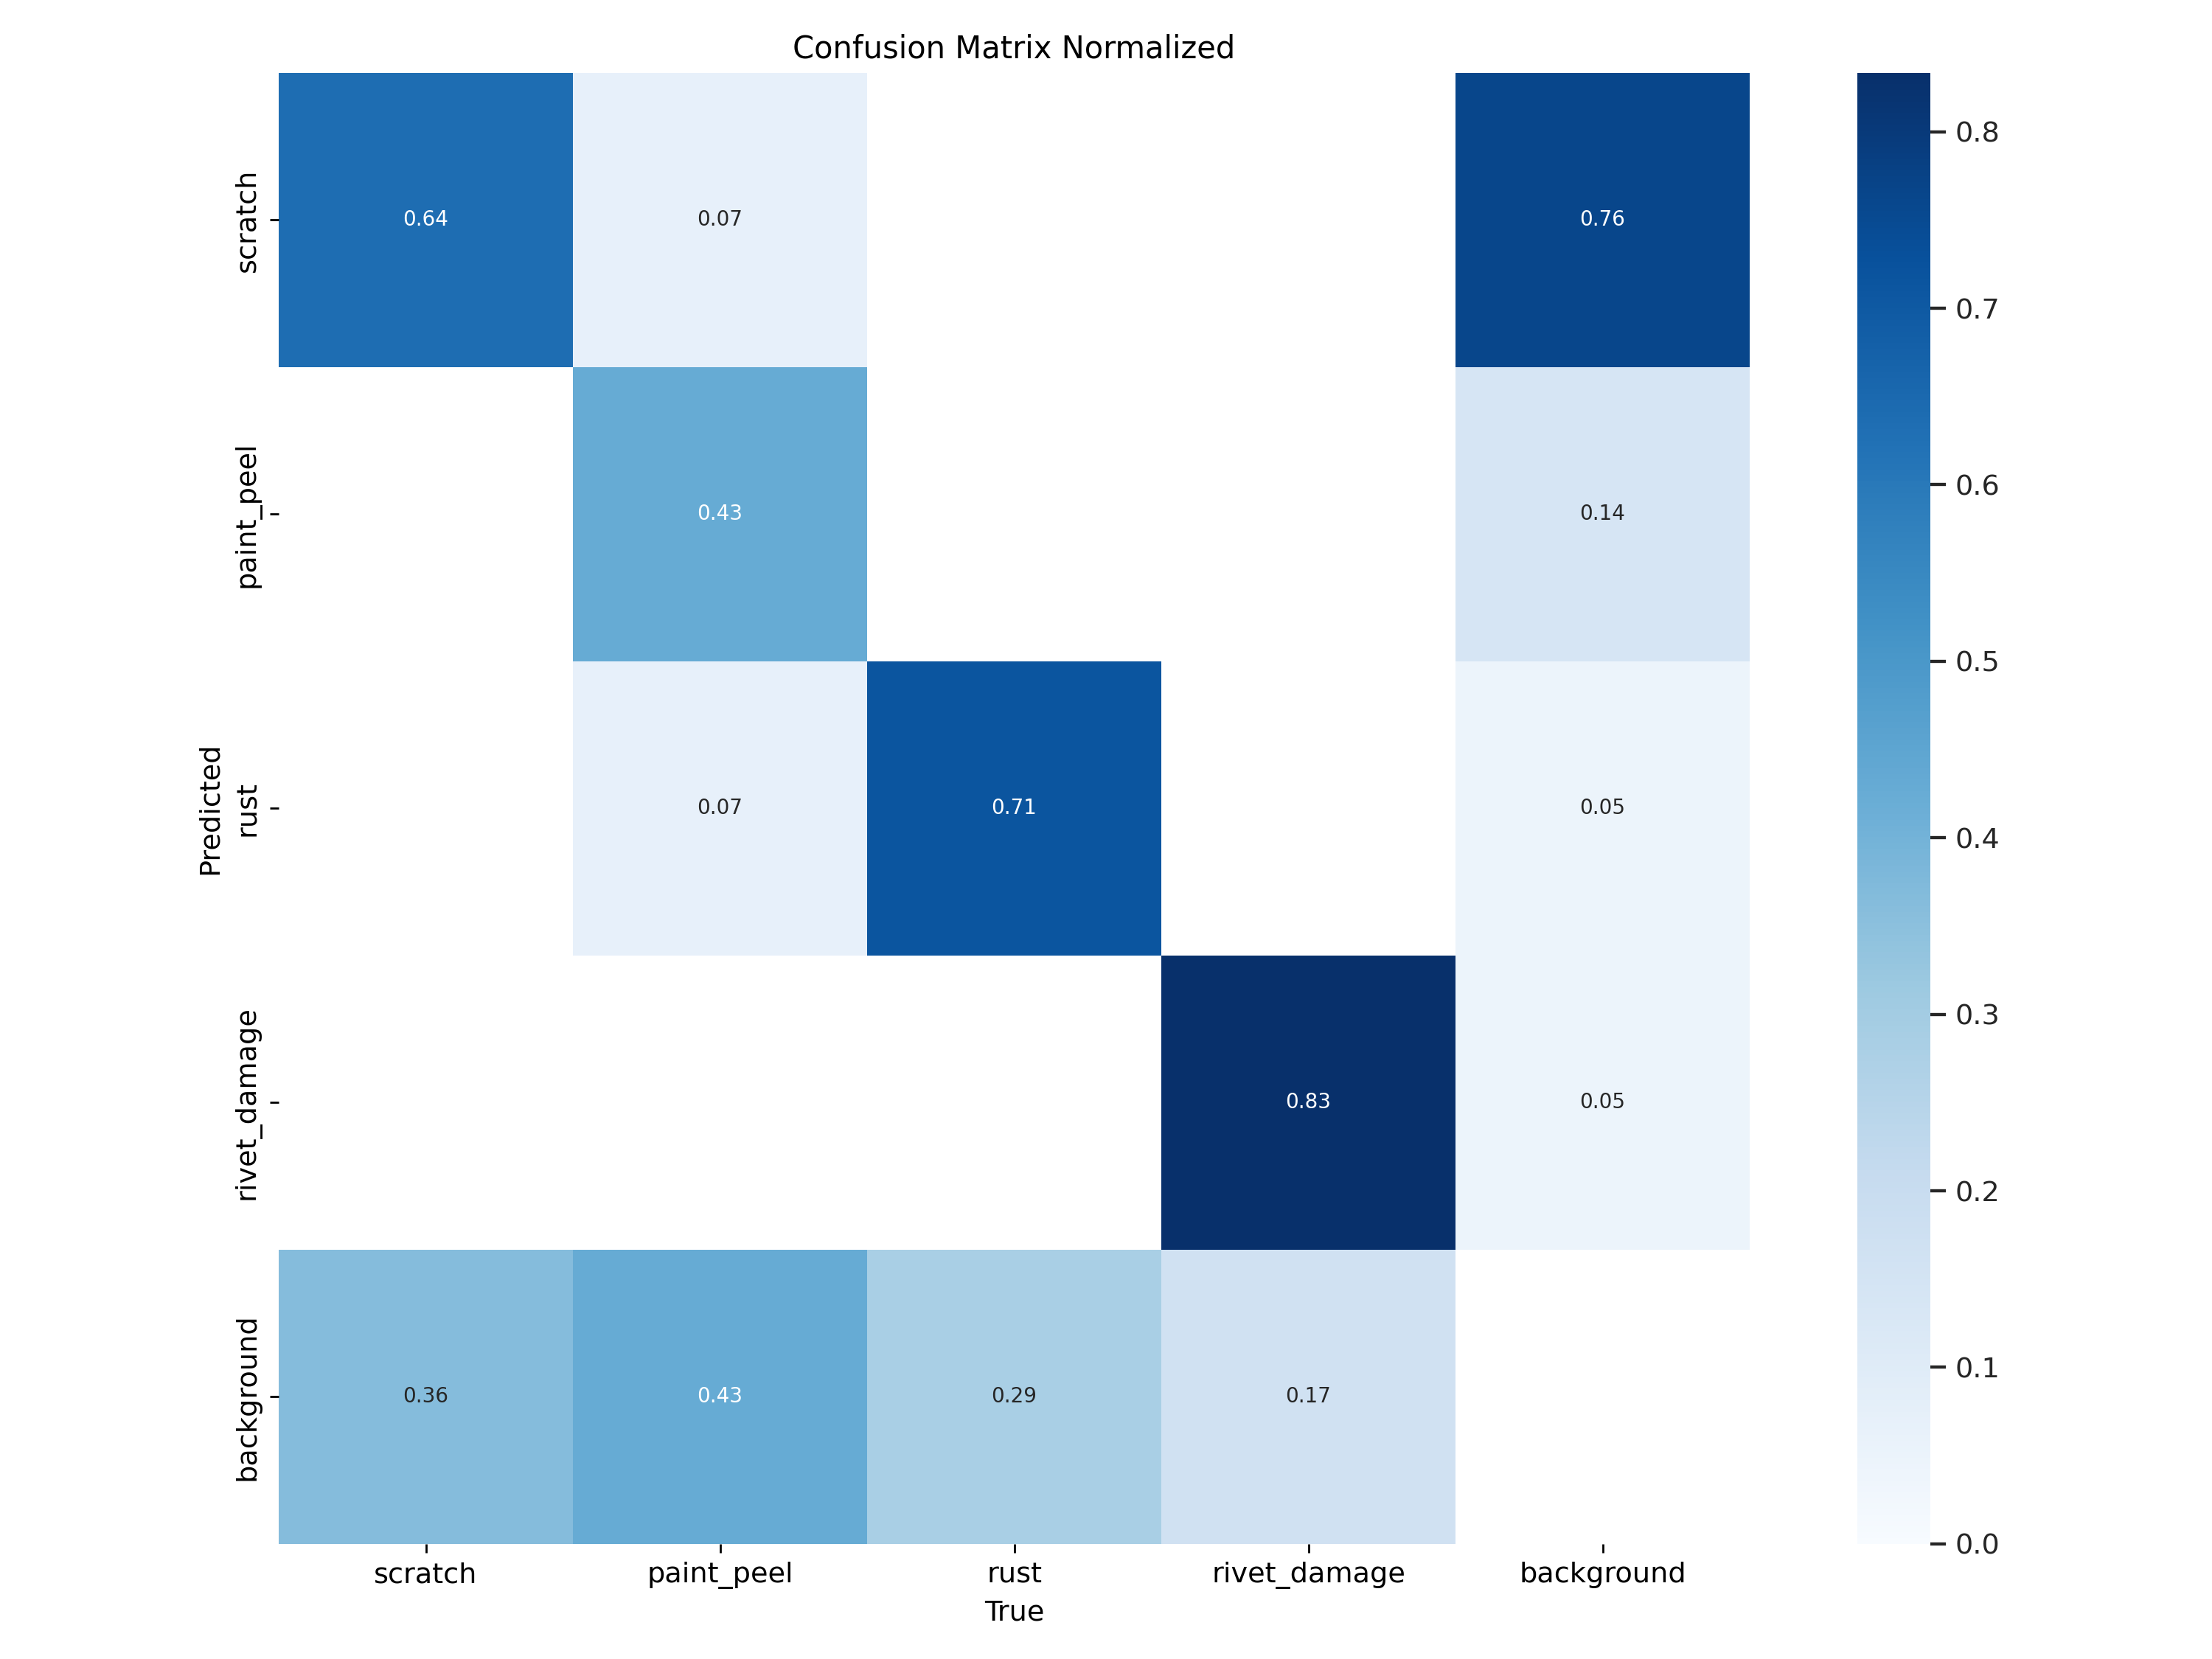 Confusion Matrix Normalized
scratch
0.64
0.07
0.76
paint_peel
0.43
0.14
Predicted
rust
0.07
0.71
0.05
rivet_damage
0.83
0.05
background
0.36
0.43
0.29
0.17
scratch
paint_peel
rust
rivet_damage
background
True
0.8
0.7
0.6
0.5
0.4
0.3
0.2
0.1
0.0